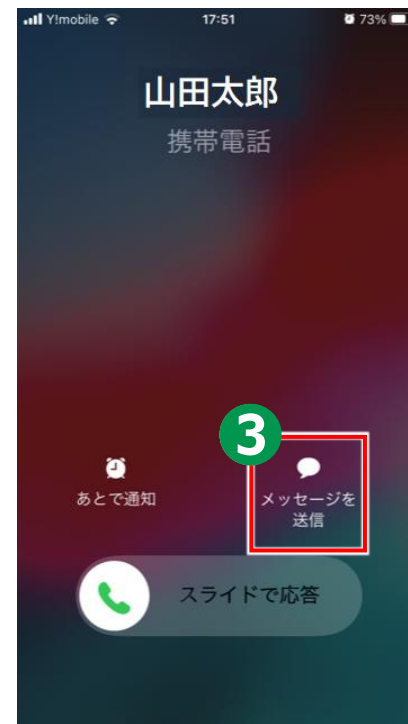 Y!mobile 17:51 73%
山田太郎
携帯電話
3
あとで通知
メッセージを
送信
スライドで応答